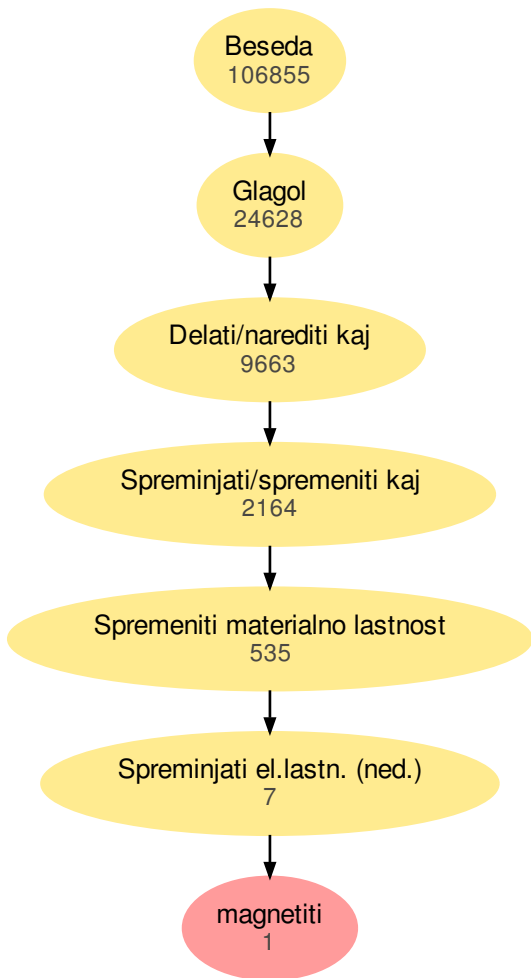 Beseda
106855
Glagol
24628
Delati/narediti kaj
9663
Spreminjati/spremeniti kaj
2164
Spremeniti materialno lastnost
535
Spreminjati el.lastn. (ned.)
7
magnetiti
1